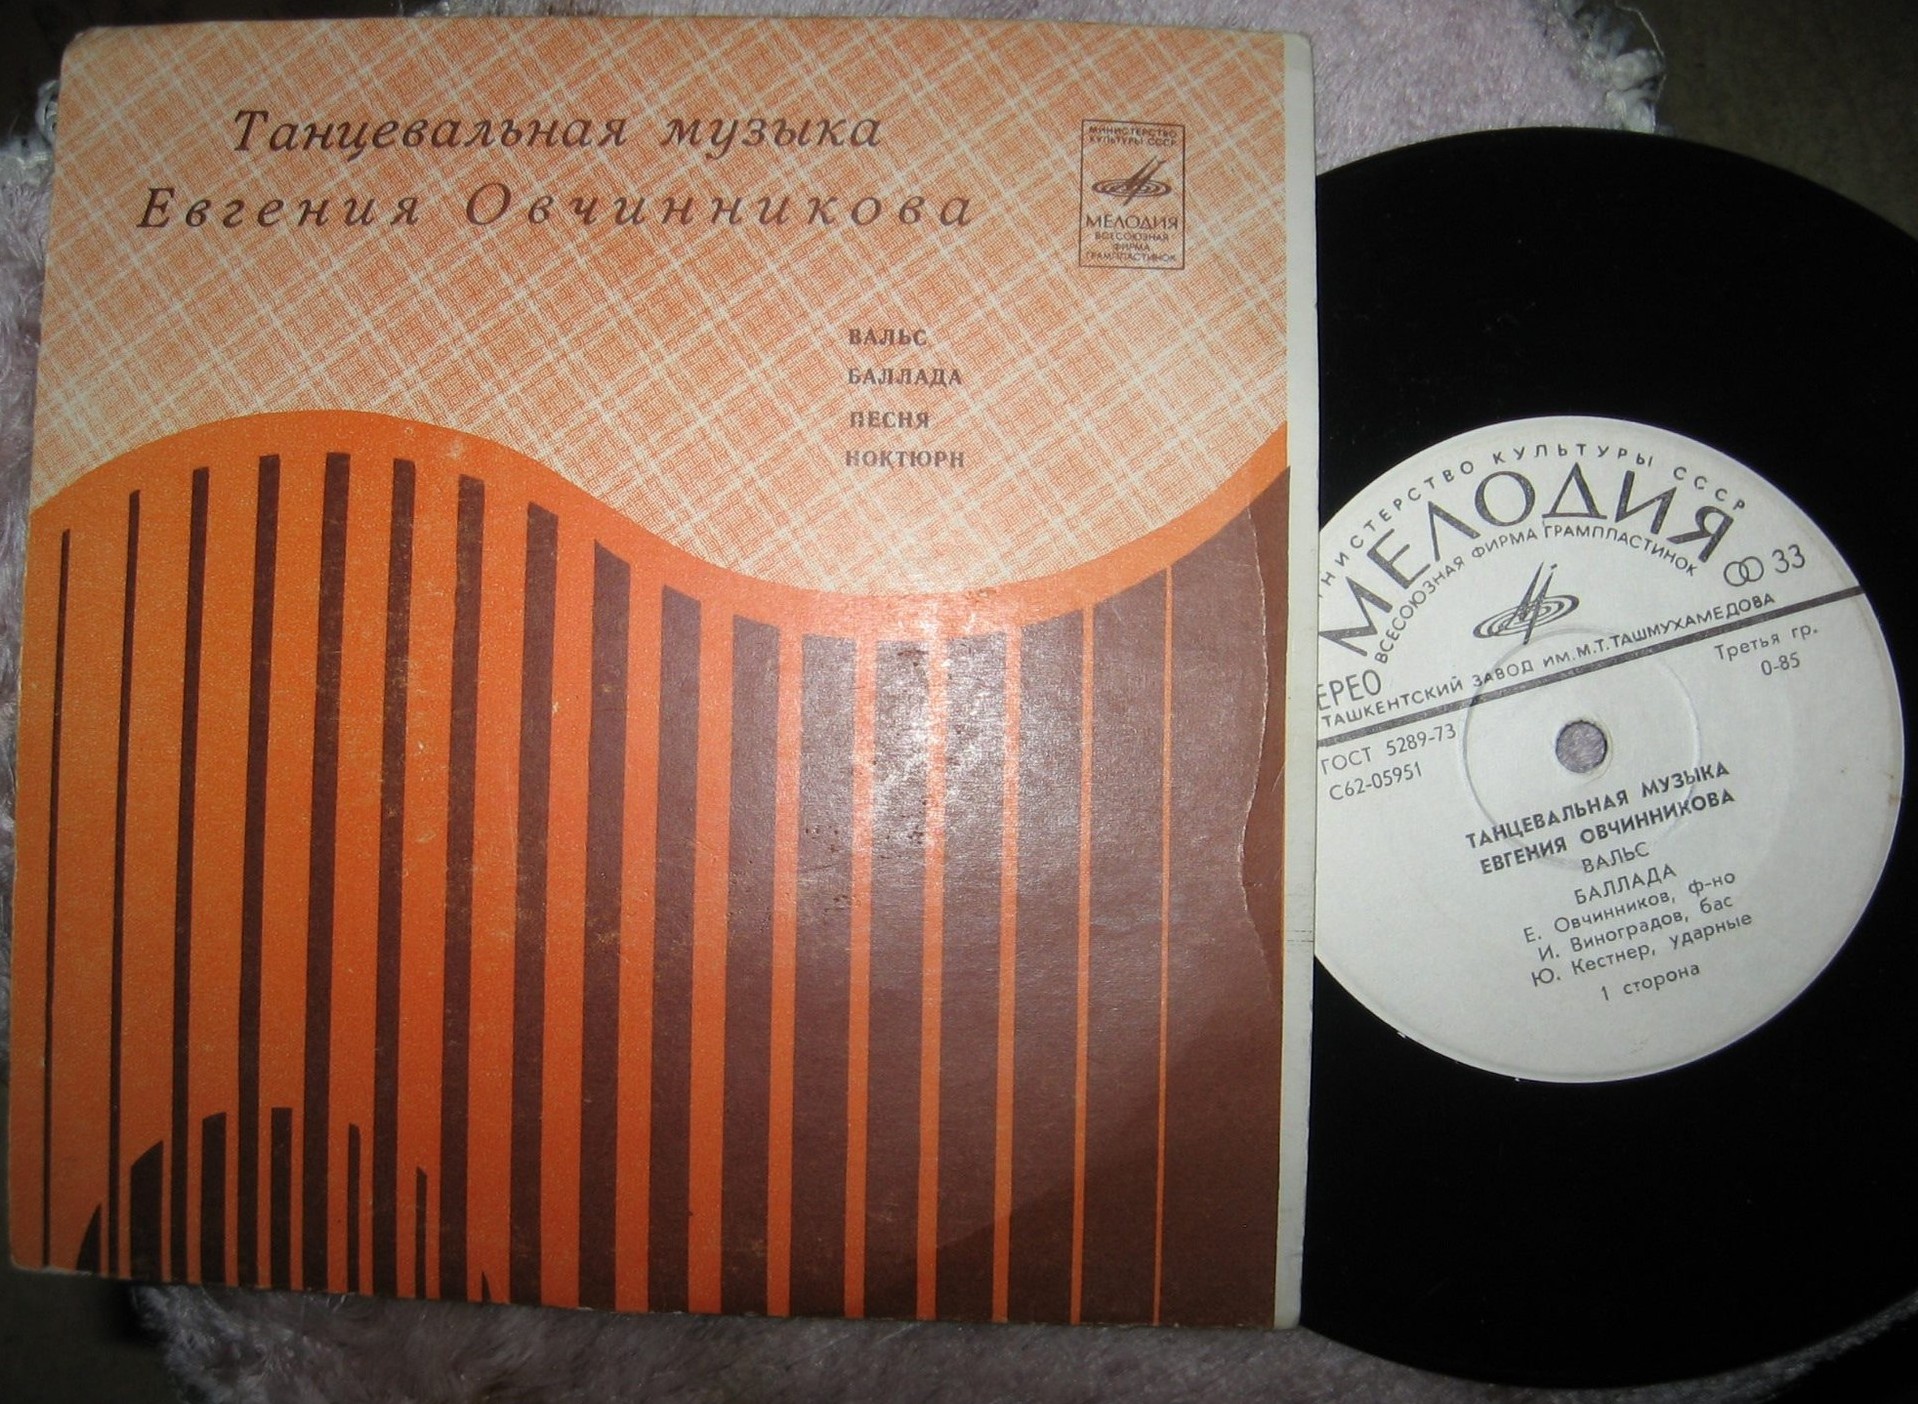 Танцевальная музыка
Евгения Овчинникова
МИНИСТЕРСТВО
КУЛЬТУРЫ СССР
МЕЛОДИЯ
ВСЕСОЮЗНАЯ
ФИРМА
ГРАМПЛАСТИНОК
ВАЛЬС
БАЛЛАДА
ПЕСНЯ
НОКТЮРН
НИСТЕРСТВО КУЛЬТУРЫ СССР
МЕЛОДИЯ
ВСЕСОЮЗНАЯ ФИРМА ГРАМПЛАСТИНОК
33
ЕРЕО
ТАШКЕНТСКИЙ ЗАВОД ИМ.М.Т.ТАШМУХАМЕДОВА
Третья гр.
0-85
ГОСТ 5289-73
С62-05951
ТАНЦЕВАЛЬНАЯ МУЗЫКА
ЕВГЕНИЯ ОВЧИННИКОВА
ВАЛЬС
БАЛЛАДА
Е. Овчинников, ф-но
И. Виноградов, бас
Ю. Кестнер, ударные
1 сторона